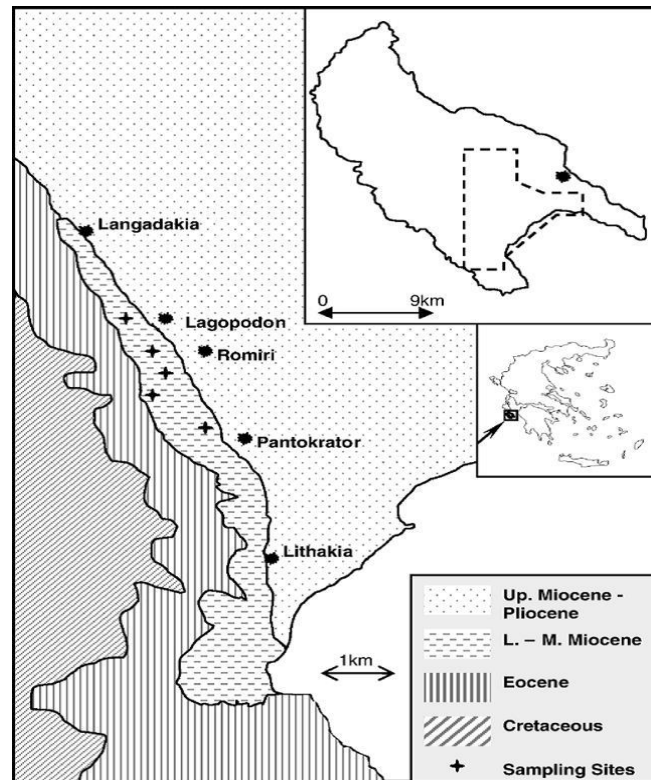 Langadakia
Lagopodon
Romiri
Pantokrator
Lithakia
0 9km
1km
Up. Miocene -
Pliocene
L. – M. Miocene
Eocene
Cretaceous
Sampling Sites